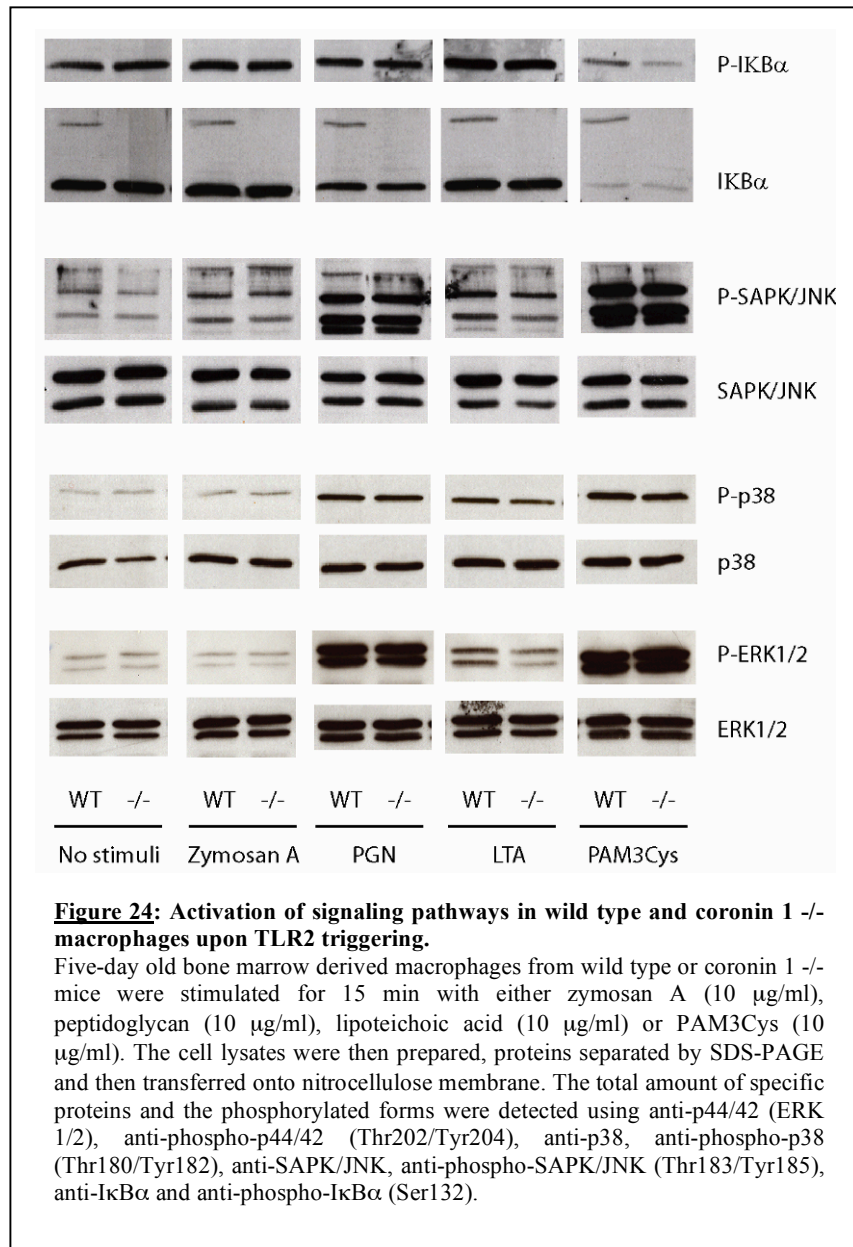 P-IKBα
IKBα
P-SAPK/JNK
SAPK/JNK
P-p38
p38
P-ERK1/2
ERK1/2
WT -/- WT -/- WT -/- WT -/- WT -/-
No stimuli Zymosan A PGN LTA PAM3Cys
Figure 24: Activation of signaling pathways in wild type and coronin 1 -/-
macrophages upon TLR2 triggering.
Five-day old bone marrow derived macrophages from wild type or coronin 1 -/-
mice were stimulated for 15 min with either zymosan A (10 μg/ml),
peptidoglycan (10 μg/ml), lipoteichoic acid (10 μg/ml) or PAM3Cys (10
μg/ml). The cell lysates were then prepared, proteins separated by SDS-PAGE
and then transferred onto nitrocellulose membrane. The total amount of specific
proteins and the phosphorylated forms were detected using anti-p44/42 (ERK
1/2), anti-phospho-p44/42 (Thr202/Tyr204), anti-p38, anti-phospho-p38
(Thr180/Tyr182), anti-SAPK/JNK, anti-phospho-SAPK/JNK (Thr183/Tyr185),
anti-IκBα and anti-phospho-IκBα (Ser132).